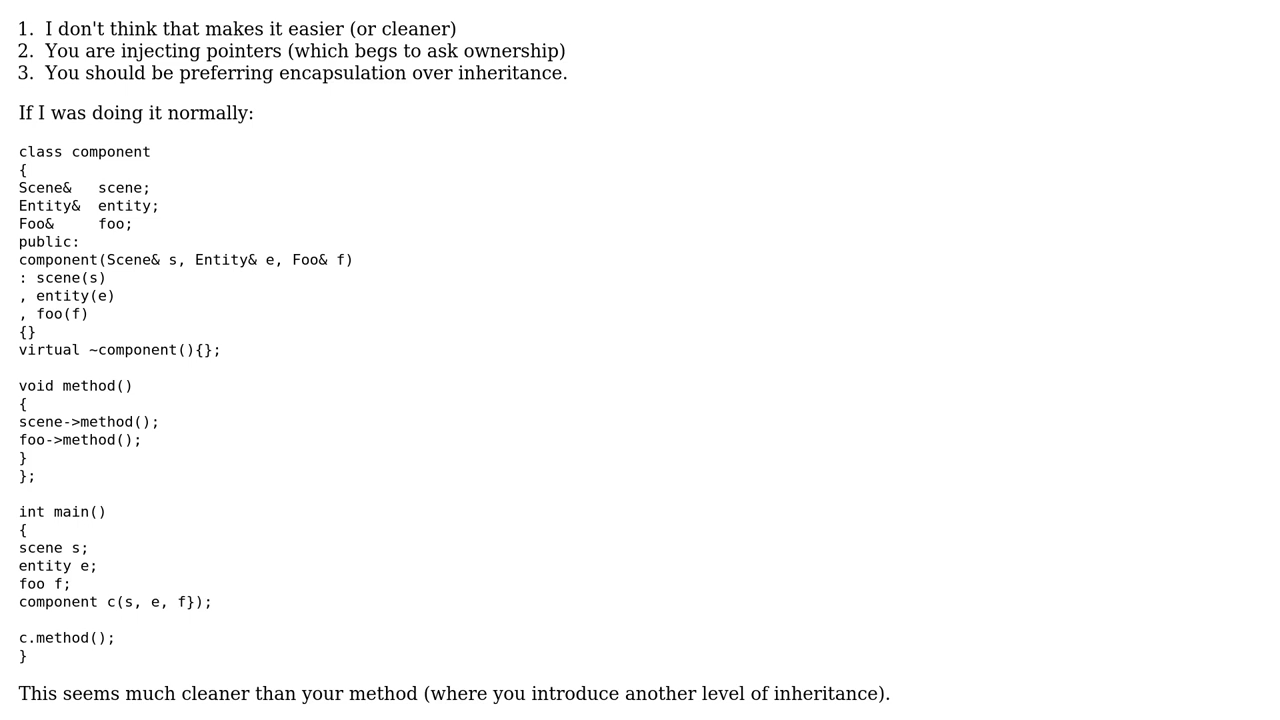 1. I don't think that makes it easier (or cleaner)
2. You are injecting pointers (which begs to ask ownership)
3. You should be preferring encapsulation over inheritance.
If I was doing it normally:
class component
{
Scene&   scene;
Entity&  entity;
Foo&     foo;
public:
component(Scene& s, Entity& e, Foo& f)
: scene(s)
, entity(e)
, foo(f)
{}
virtual ~component(){};
void method()
{
scene->method();
foo->method();
}
};
int main()
{
scene s;
entity e;
foo f;
component c(s, e, f});
c.method();
}
This seems much cleaner than your method (where you introduce another level of inheritance).